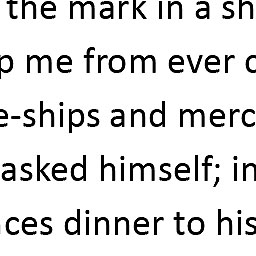 the mark in a sh
p me from ever
e-ships and merc
asked himself; in
ces dinner to his